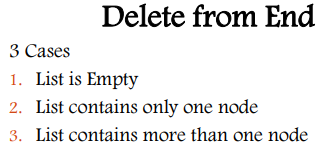 Delete from End
3 Cases
1. List is Empty
2. List contains only one node
3. List contains more than one node